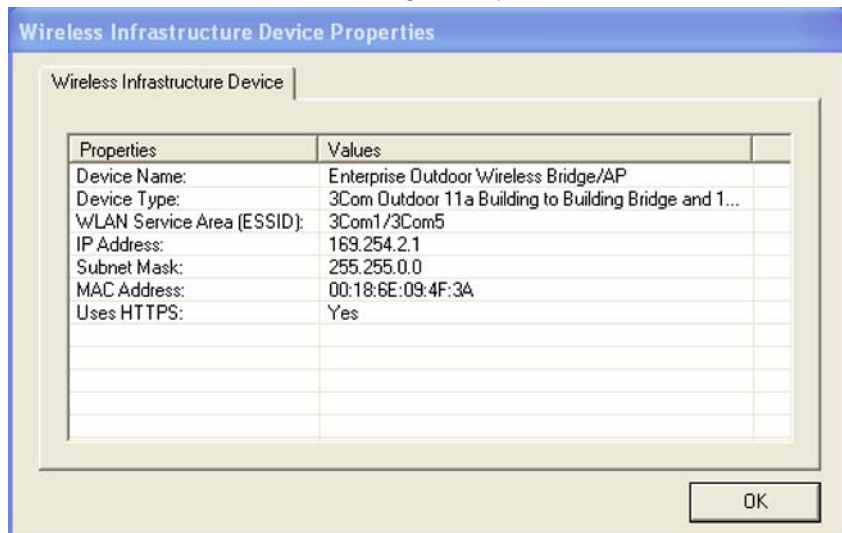 Wireless Infrastructure Device Properties
Wireless Infrastructure Device
Properties Values
Device Name: Enterprise Outdoor Wireless Bridge/AP
Device Type: 3Com Outdoor 11a Building to Building Bridge and 1...
WLAN Service Area (ESSID): 3Com1/3Com5
IP Address: 169.254.2.1
Subnet Mask: 255.255.0.0
MAC Address: 00:18:6E:09:4F:3A
Uses HTTPS: Yes
OK